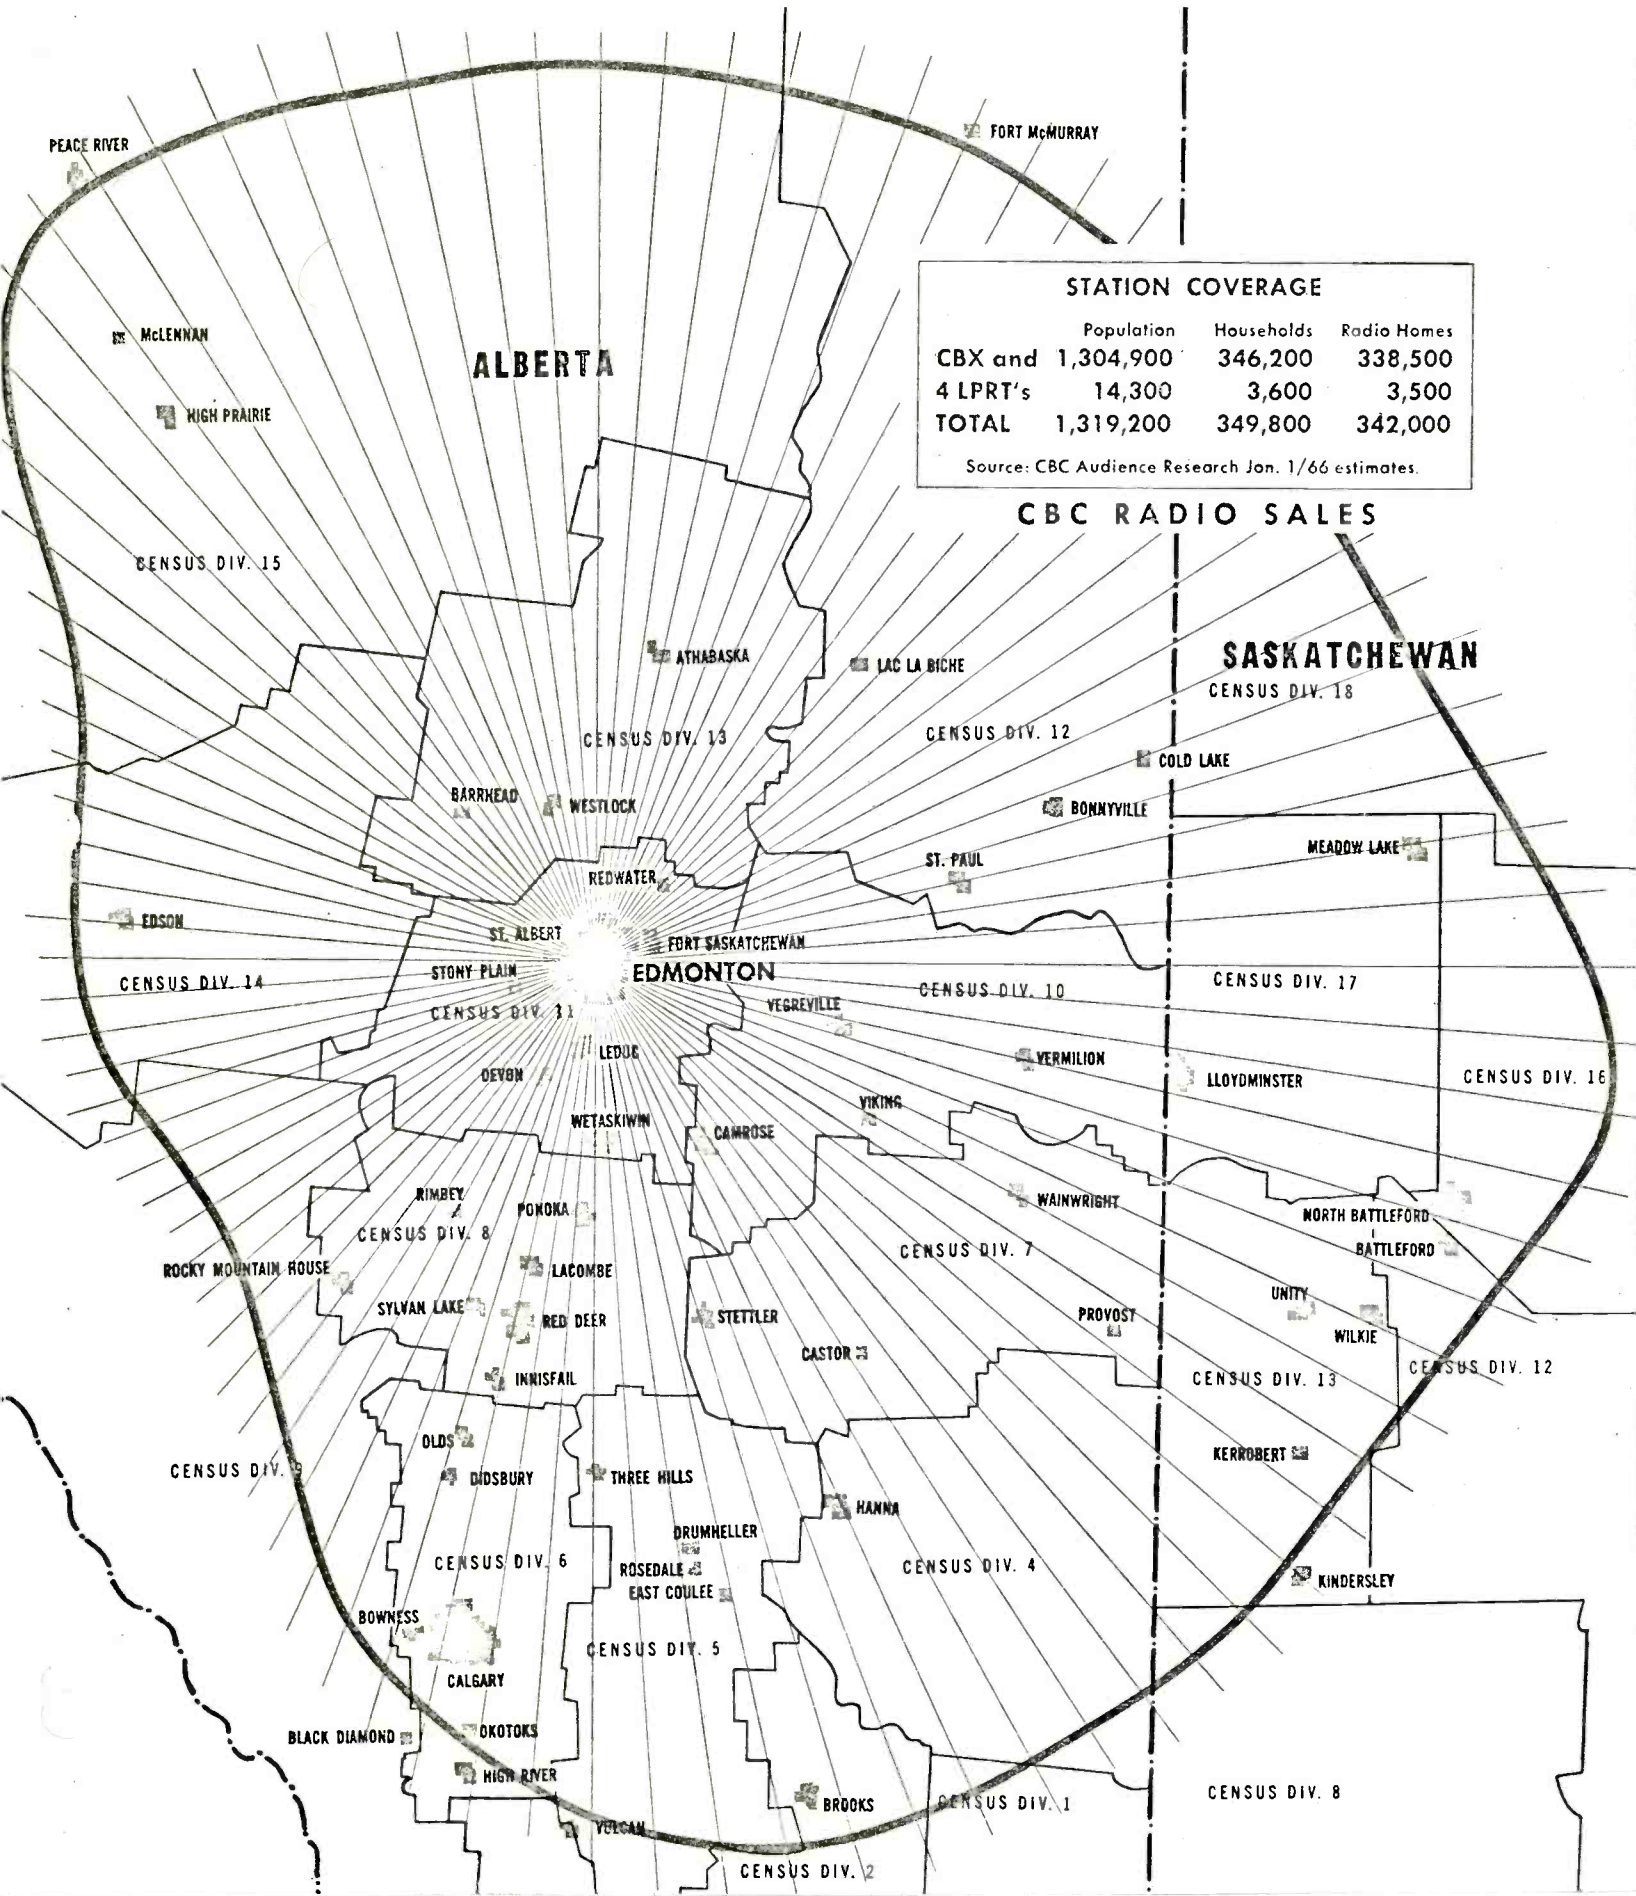 PEACE RIVER
FORT McMURRAY
STATION COVERAGE
Population Households Radio Homes
CBX and 1,304,900 346,200 338,500
4 LPRT's 14,300 3,600 3,500
TOTAL 1,319,200 349,800 342,000
Source: CBC Audience Research Jan. 1/66 estimates.
CBC RADIO SALES
McLENNAN
ALBERTA
HIGH PRAIRIE
CENSUS DIV. 15
ATHABASKA
LAC LA BICHE
SASKATCHEWAN
CENSUS DIV. 18
CENSUS DIV. 13
CENSUS DIV. 12
COLD LAKE
BARRHEAD
WESTLOCK
BONNYVILLE
MEADOW LAKE
ST. PAUL
REDWATER
EDSON
ST. ALBERT
FORT SASKATCHEWAN
STONY PLAIN
EDMONTON
CENSUS DIV. 14
CENSUS DIV. 10
CENSUS DIV. 17
CENSUS DIV. 11
VEGREVILLE
LEDUC
VERMILION
DEVON
LLOYDMINSTER
CENSUS DIV. 16
VIKING
WETASKIWIN
CAMROSE
RIMBEY
PONOKA
WAINWRIGHT
NORTH BATTLEFORD
CENSUS DIV. 8
CENSUS DIV. 7
BATTLEFORD
ROCKY MOUNTAIN HOUSE
LACOMBE
SYLVAN LAKE
RED DEER
STETTLER
PROVOST
UNITY
WILKIE
CASTOR
CENSUS DIV. 12
INNISFAIL
CENSUS DIV. 13
OLDS
KERROBERT
CENSUS DIV. 9
DIDSBURY
THREE HILLS
HANNA
DRUMHELLER
CENSUS DIV. 6
ROSEDALE
CENSUS DIV. 4
KINDERSLEY
EAST COULEE
BOWNESS
CENSUS DIV. 5
CALGARY
BLACK DIAMOND
OKOTOKS
HIGH RIVER
BROOKS
CENSUS DIV. 1
CENSUS DIV. 8
VULCAN
CENSUS DIV. 2